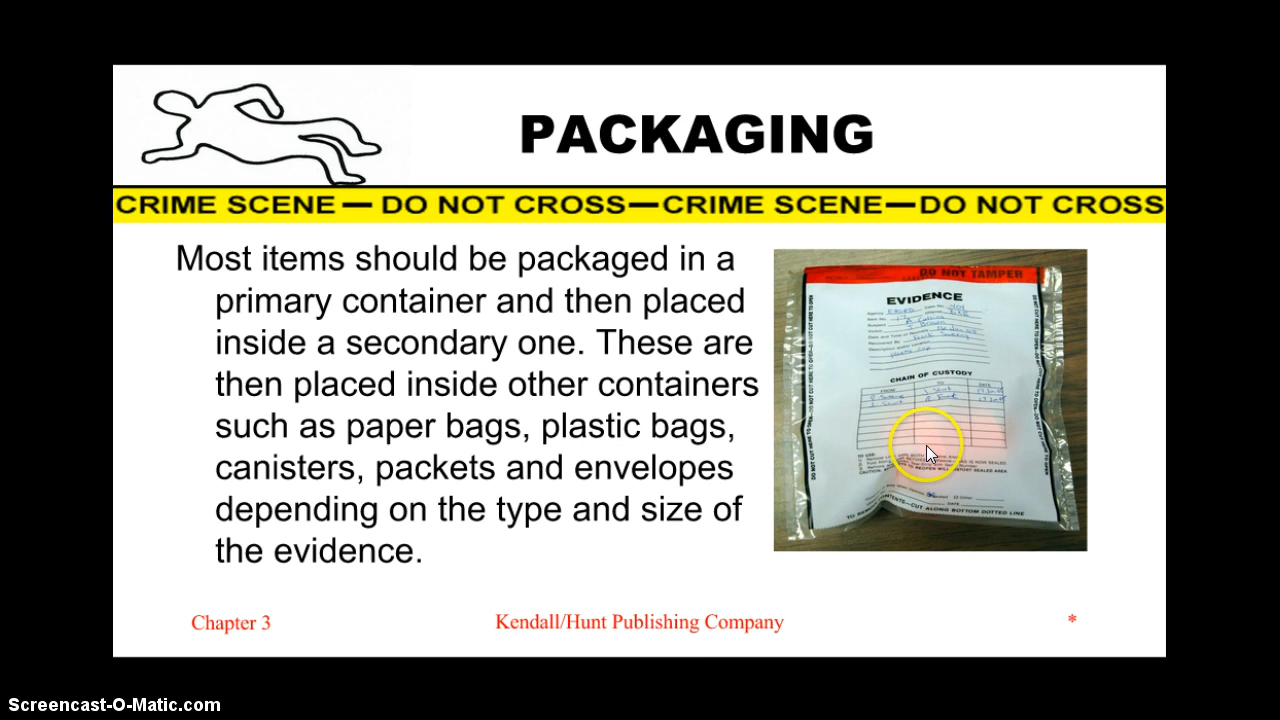 PACKAGING
CRIME SCENE — DO NOT CROSS—CRIME SCENE—DO NOT CROSS
Most items should be packaged in a
primary container and then placed
inside a secondary one. These are
then placed inside other containers
such as paper bags, plastic bags,
canisters, packets and envelopes
depending on the type and size of
the evidence.
DO NOT TAMPER
EVIDENCE
CHAIN OF CUSTODY
FROM TO DATE
Chapter 3
Kendall/Hunt Publishing Company
*
Screencast-O-Matic.com